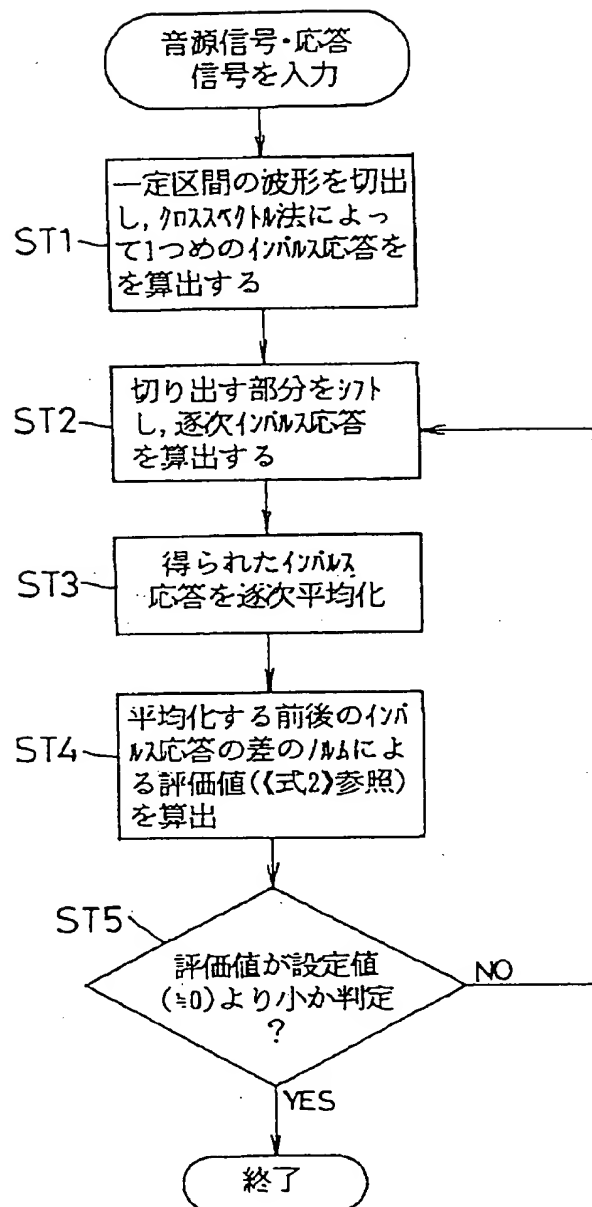 音源信号・応答
信号を入力
ST1
一定区間の波形を切出
し,クロススペクトル法によっ
て1つめのインパルス応答を
を算出する
ST2
切り出す部分をシフト
し,逐次インパルス応答
を算出する
ST3
得られたインパルス
応答を逐次平均化
ST4
平均化する前後のインパ
ルス応答の差のノルムによ
る評価値(《式2》参照)
を算出
ST5
評価値が設定値
(≒0)より小か判定
?
NO
YES
終了